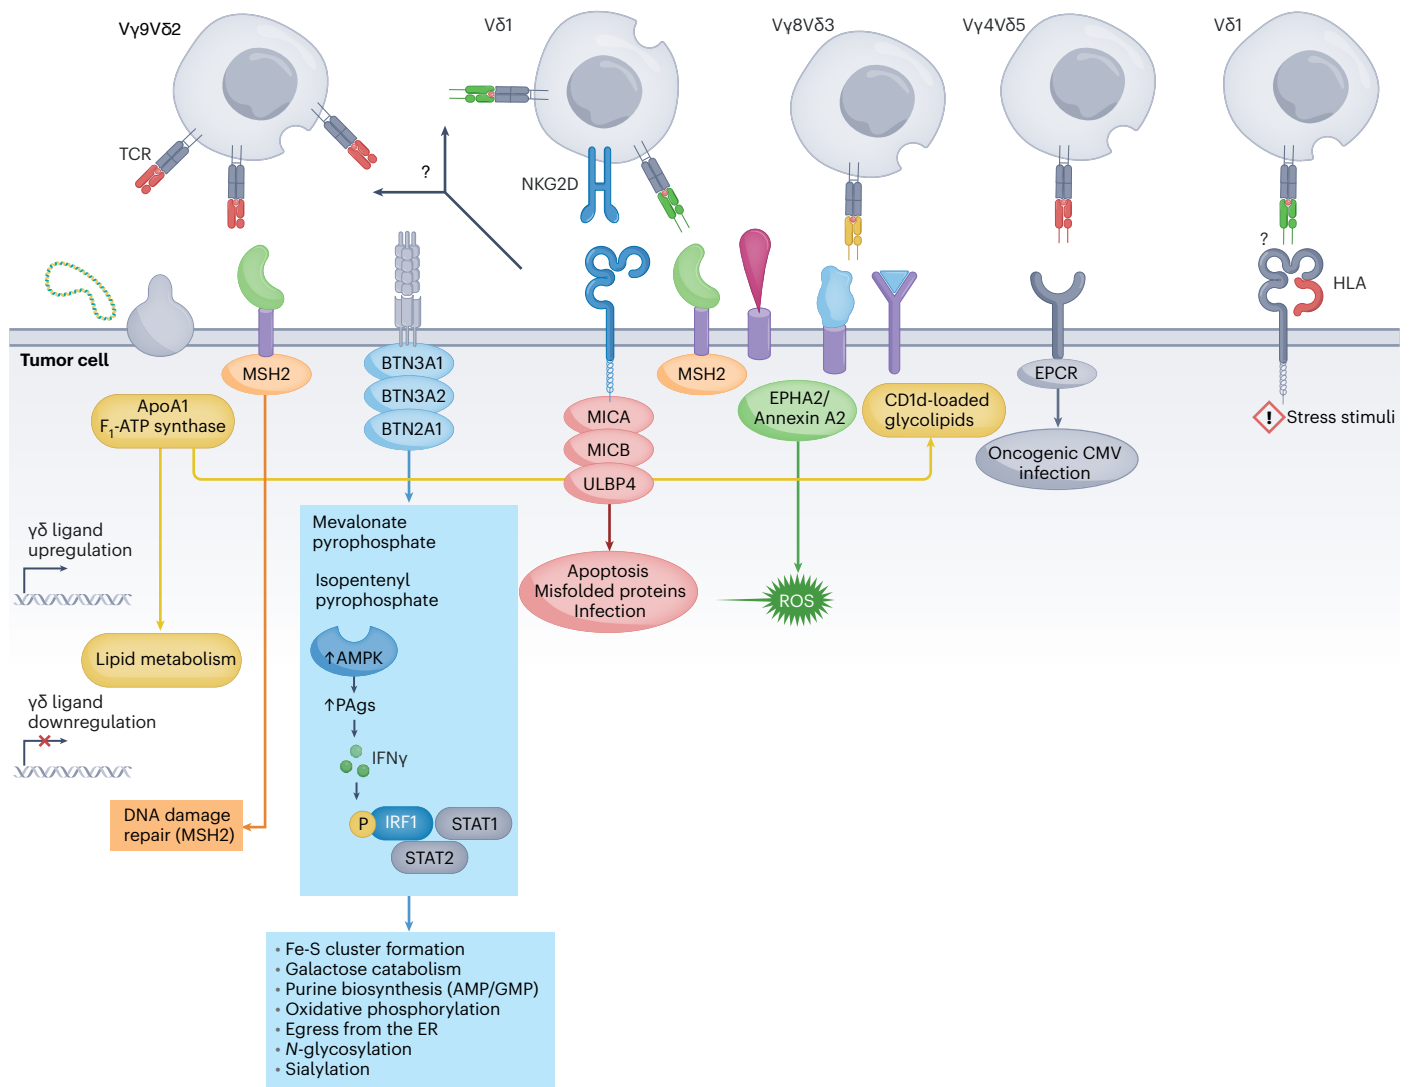 Vγ9Vδ2
Vδ1
Vγ8Vδ3
Vγ4Vδ5
Vδ1
TCR
?
NKG2D
?
HLA
Tumor cell
MSH2
BTN3A1
BTN3A2
BTN2A1
MICA
MICB
ULBP4
MSH2
EPHA2/
Annexin A2
CD1d-loaded
glycolipids
EPCR
!
Stress stimuli
ApoA1
F1-ATP synthase
Oncogenic CMV
infection
γδ ligand
upregulation
Mevalonate
pyrophosphate
Isopentenyl
pyrophosphate
↑AMPK
↑PAgs
IFNγ
P
IRF1
STAT1
STAT2
Apoptosis
Misfolded proteins
Infection
ROS
Lipid metabolism
γδ ligand
downregulation
DNA damage
repair (MSH2)
• Fe-S cluster formation
• Galactose catabolism
• Purine biosynthesis (AMP/GMP)
• Oxidative phosphorylation
• Egress from the ER
• N-glycosylation
• Sialylation